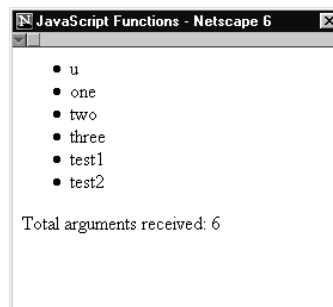 N JavaScript Functions - Netscape 6
• u
• one
• two
• three
• test1
• test2
Total arguments received: 6